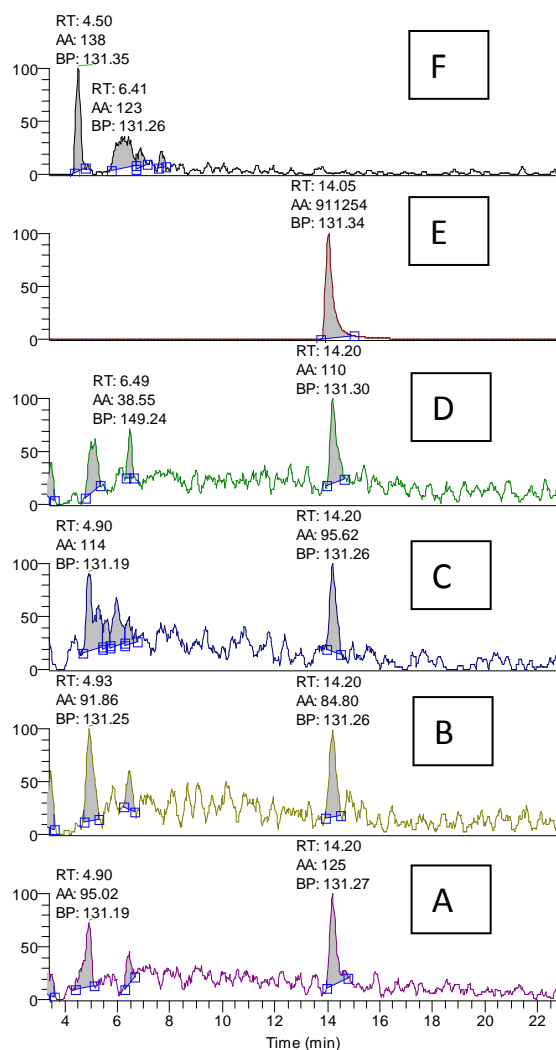 RT: 4.50
AA: 138
BP: 131.35
RT: 6.41
AA: 123
BP: 131.26
F
100
50
0
RT: 14.05
AA: 911254
BP: 131.34
E
100
50
0
RT: 14.20
AA: 110
BP: 131.30
RT: 6.49
AA: 38.55
BP: 149.24
D
100
50
0
RT: 4.90
AA: 114
BP: 131.19
RT: 14.20
AA: 95.62
BP: 131.26
C
100
50
0
RT: 4.93
AA: 91.86
BP: 131.25
RT: 14.20
AA: 84.80
BP: 131.26
B
100
50
0
RT: 4.90
AA: 95.02
BP: 131.19
RT: 14.20
AA: 125
BP: 131.27
A
100
50
0
4 6 8 10 12 14 16 18 20 22
Time (min)